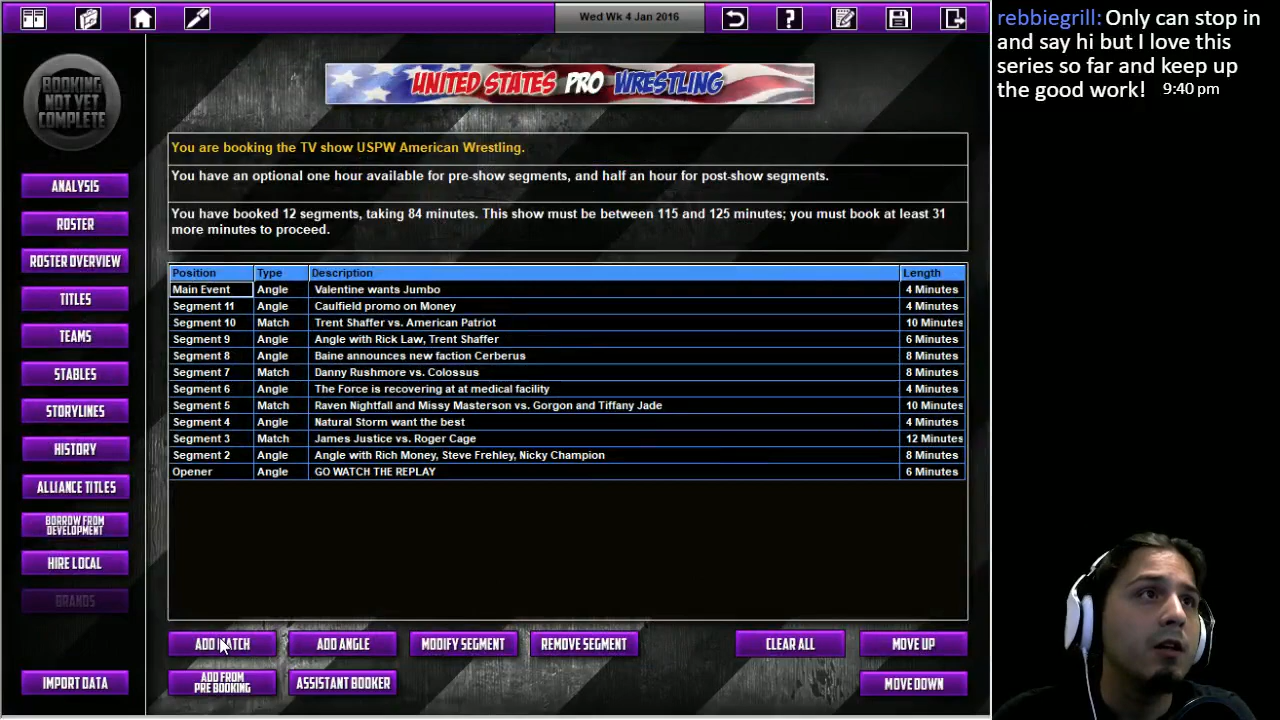 Wed Wk 4 Jan 2016
rebbiegrill: Only can stop in
and say hi but I love this
series so far and keep up
the good work! 9:40 pm
BOOKING
NOT YET
COMPLETE
UNITED STATES PRO WRESTLING
You are booking the TV show USPW American Wrestling.
You have an optional one hour available for pre-show segments, and half an hour for post-show segments.
You have booked 12 segments, taking 84 minutes. This show must be between 115 and 125 minutes; you must book at least 31
more minutes to proceed.
ANALYSIS
ROSTER
ROSTER OVERVIEW
TITLES
TEAMS
STABLES
STORYLINES
HISTORY
ALLIANCE TITLES
BORROW FROM
DEVELOPMENT
HIRE LOCAL
BRANDS
IMPORT DATA
Position Type Description Length
Main Event Angle Valentine wants Jumbo 4 Minutes
Segment 11 Angle Caulfield promo on Money 4 Minutes
Segment 10 Match Trent Shaffer vs. American Patriot 10 Minutes
Segment 9 Angle Angle with Rick Law, Trent Shaffer 6 Minutes
Segment 8 Angle Baine announces new faction Cerberus 8 Minutes
Segment 7 Match Danny Rushmore vs. Colossus 8 Minutes
Segment 6 Angle The Force is recovering at at medical facility 4 Minutes
Segment 5 Match Raven Nightfall and Missy Masterson vs. Gorgon and Tiffany Jade 10 Minutes
Segment 4 Angle Natural Storm want the best 4 Minutes
Segment 3 Match James Justice vs. Roger Cage 12 Minutes
Segment 2 Angle Angle with Rich Money, Steve Frehley, Nicky Champion 8 Minutes
Opener Angle GO WATCH THE REPLAY 6 Minutes
ADD MATCH ADD ANGLE MODIFY SEGMENT REMOVE SEGMENT CLEAR ALL MOVE UP
ADD FROM
PRE BOOKING
ASSISTANT BOOKER MOVE DOWN